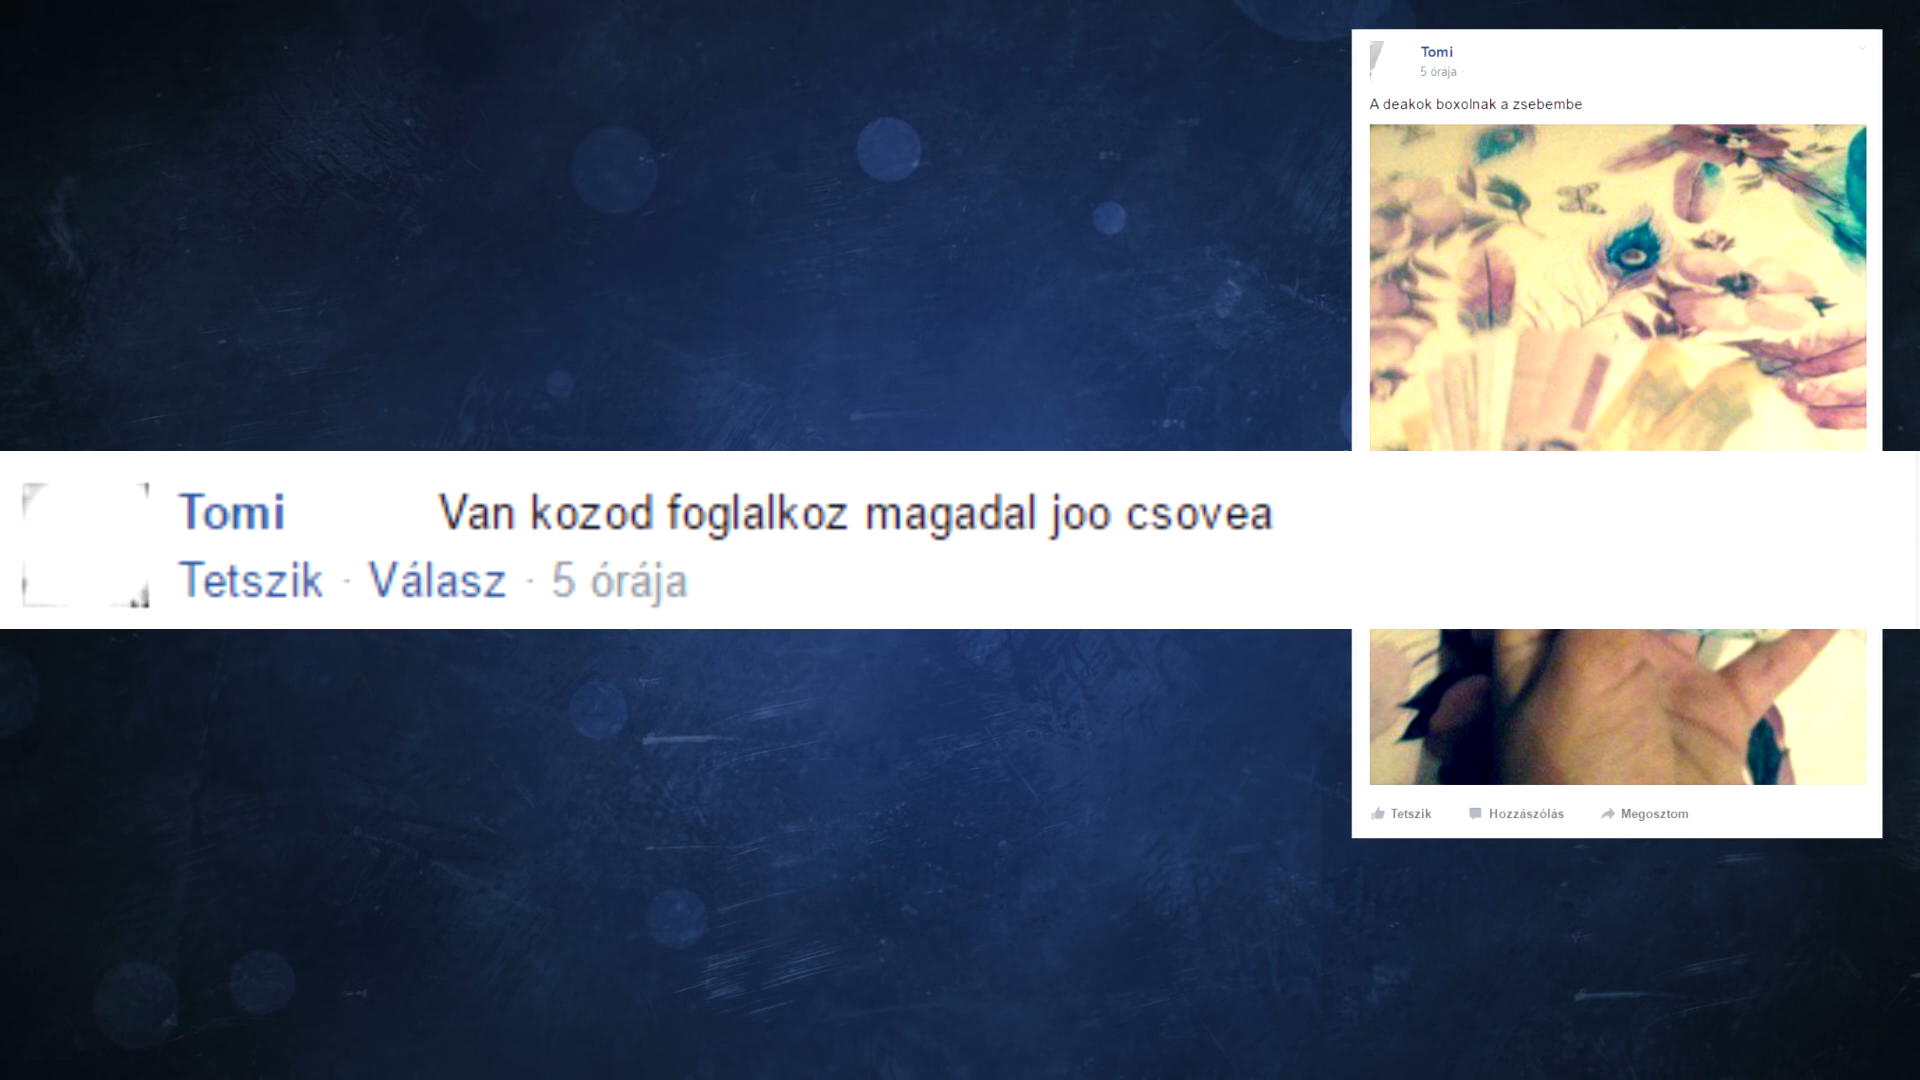 Tomi
5 órája
A deakok boxolnak a zsebembe
Tomi Van kozod foglalkoz magadal joo csovea
Tetszik · Válasz · 5 órája
Tetszik Hozzászólás Megosztom